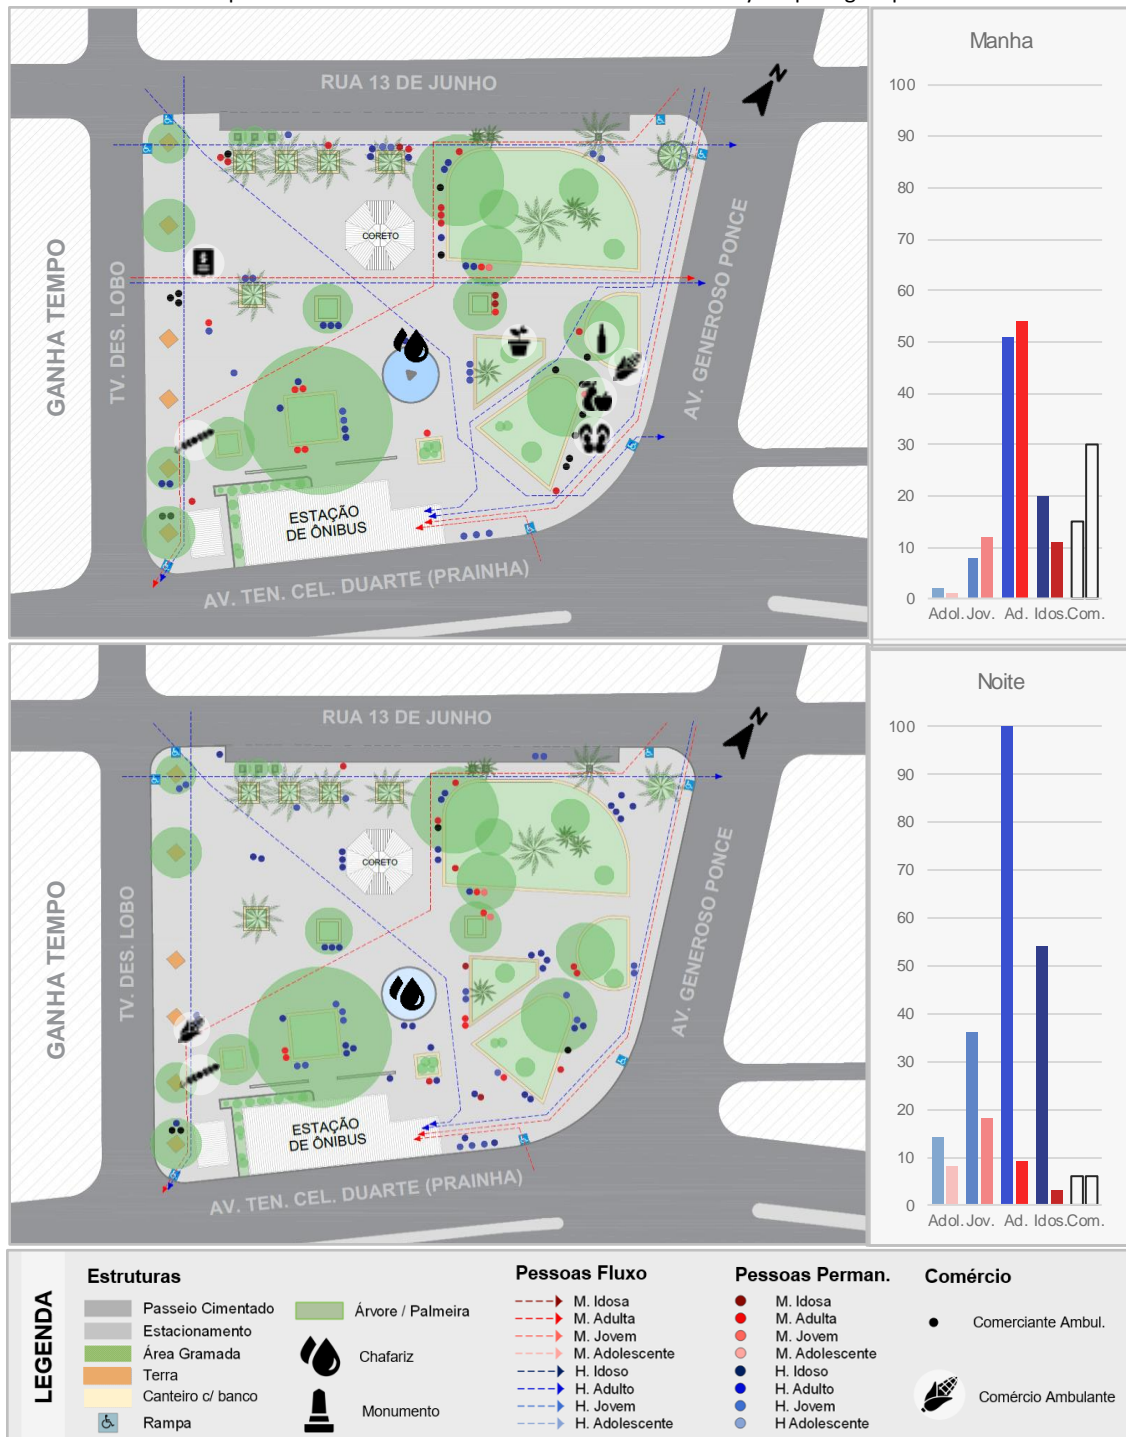 RUA 13 DE JUNHO
N
GANHA TEMPO
TV. DES. LOBO
CORETO
$
AV. GENEROSO PONCE
ESTAÇÃO
DE ÔNIBUS
AV. TEN. CEL. DUARTE (PRAINHA)
Manha
100
90
80
70
60
50
40
30
20
10
0
Adol. Jov. Ad. Idos. Com.
RUA 13 DE JUNHO
N
GANHA TEMPO
TV. DES. LOBO
CORETO
AV. GENEROSO PONCE
ESTAÇÃO
DE ÔNIBUS
AV. TEN. CEL. DUARTE (PRAINHA)
Noite
100
90
80
70
60
50
40
30
20
10
0
Adol. Jov. Ad. Idos. Com.
LEGENDA
Estruturas
Passeio Cimentado
Estacionamento
Área Gramada
Terra
Canteiro c/ banco
Rampa
Árvore / Palmeira
Chafariz
Monumento
Pessoas Fluxo
M. Idosa
M. Adulta
M. Jovem
M. Adolescente
H. Idoso
H. Adulto
H. Jovem
H. Adolescente
Pessoas Perman.
M. Idosa
M. Adulta
M. Jovem
M. Adolescente
H. Idoso
H. Adulto
H. Jovem
H Adolescente
Comércio
Comerciante Ambul.
Comércio Ambulante